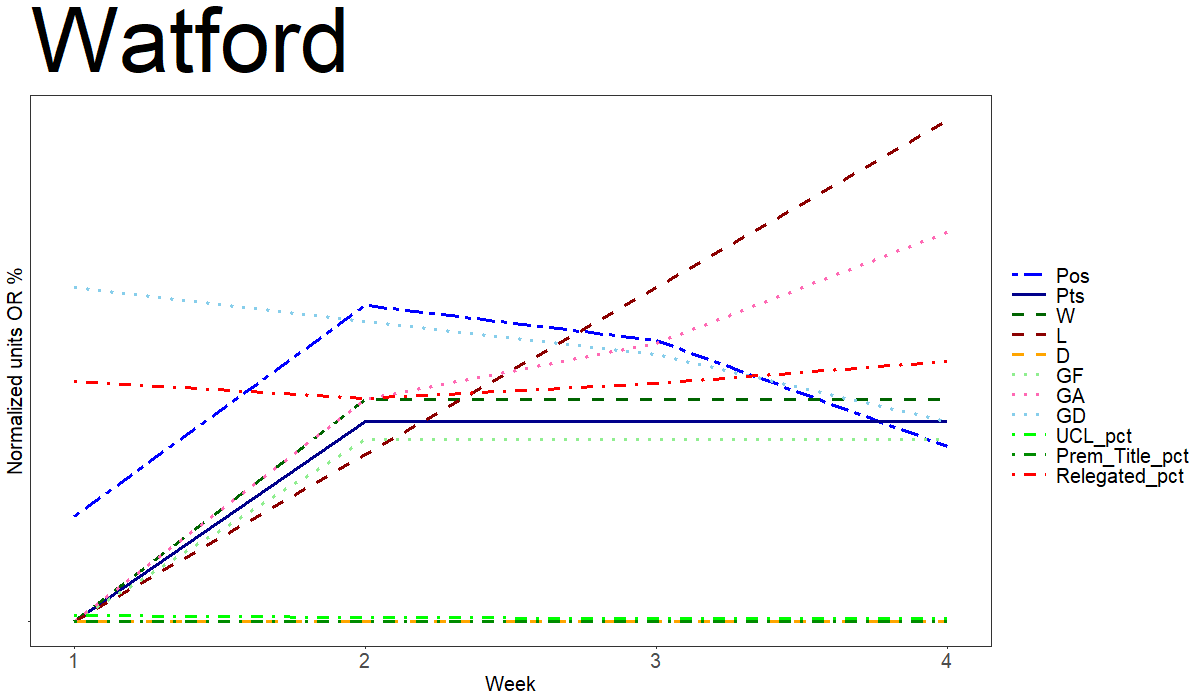 Watford
Normalized units OR %
1 2 3 4
Week
Pos
Pts
W
L
D
GF
GA
GD
UCL_pct
Prem_Title_pct
Relegated_pct